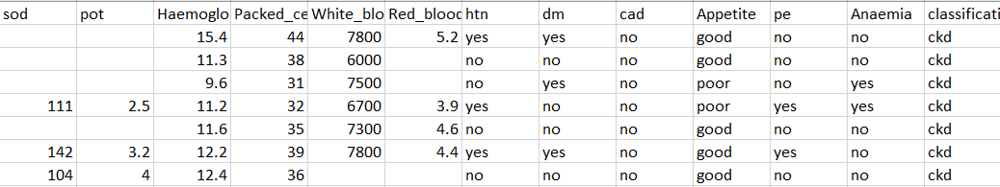 sod pot Haemoglo Packed_ce White_blo Red_blood htn dm cad Appetite pe Anaemia classificati
15.4 44 7800 5.2 yes yes no good no no ckd
11.3 38 6000 no no no good no no ckd
9.6 31 7500 no yes no poor no yes ckd
111 2.5 11.2 32 6700 3.9 yes no no poor yes yes ckd
11.6 35 7300 4.6 no no no good no no ckd
142 3.2 12.2 39 7800 4.4 yes yes no good yes no ckd
104 4 12.4 36 no no no good no no ckd